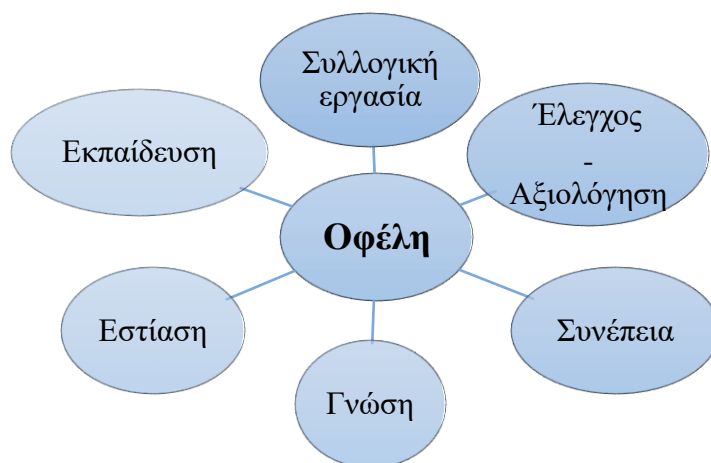 Συλλογική
εργασία
Έλεγχος
-
Αξιολόγηση
Εκπαίδευση
Οφέλη
Εστίαση
Συνέπεια
Γνώση